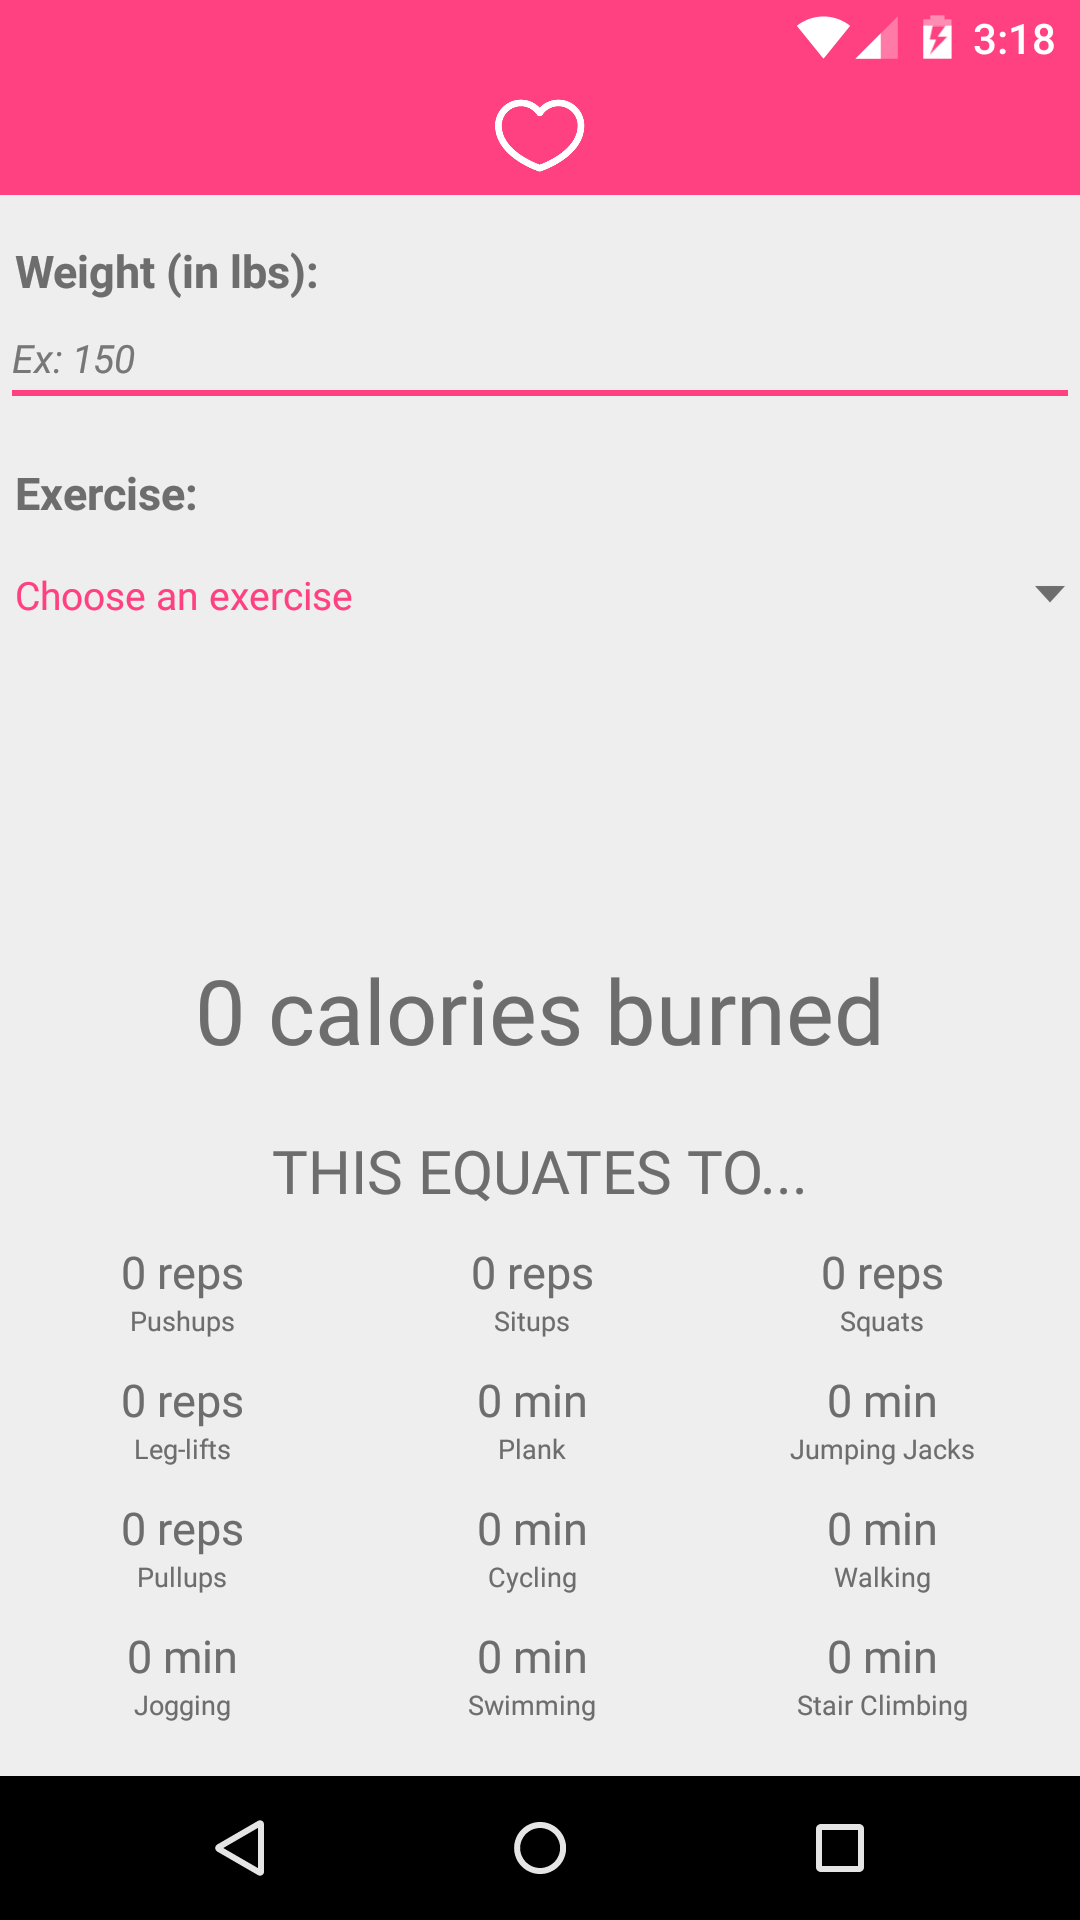 3:18
Weight (in lbs):
Ex: 150
Exercise:
Choose an exercise
0 calories burned
THIS EQUATES TO...
0 reps 0 reps 0 reps
Pushups Situps Squats
0 reps 0 min 0 min
Leg-lifts Plank Jumping Jacks
0 reps 0 min 0 min
Pullups Cycling Walking
0 min 0 min 0 min
Jogging Swimming Stair Climbing